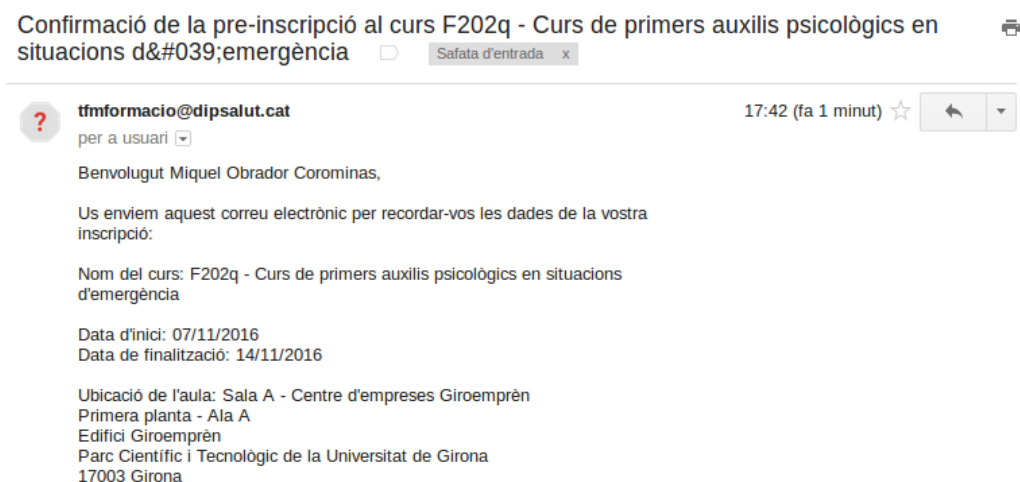 Confirmació de la pre-inscripció al curs F202q - Curs de primers auxilis psicològics en
situacions d&#039;emergència Safata d'entrada x
tfmformacio@dipsalut.cat 17:42 (fa 1 minut)
?
per a usuari
Benvolugut Miquel Obrador Corominas,
Us enviem aquest correu electrònic per recordar-vos les dades de la vostra
inscripció:
Nom del curs: F202q - Curs de primers auxilis psicològics en situacions
d'emergència
Data d'inici: 07/11/2016
Data de finalització: 14/11/2016
Ubicació de l'aula: Sala A - Centre d'empreses Giroemprèn
Primera planta - Ala A
Edifici Giroemprèn
Parc Científic i Tecnològic de la Universitat de Girona
17003 Girona